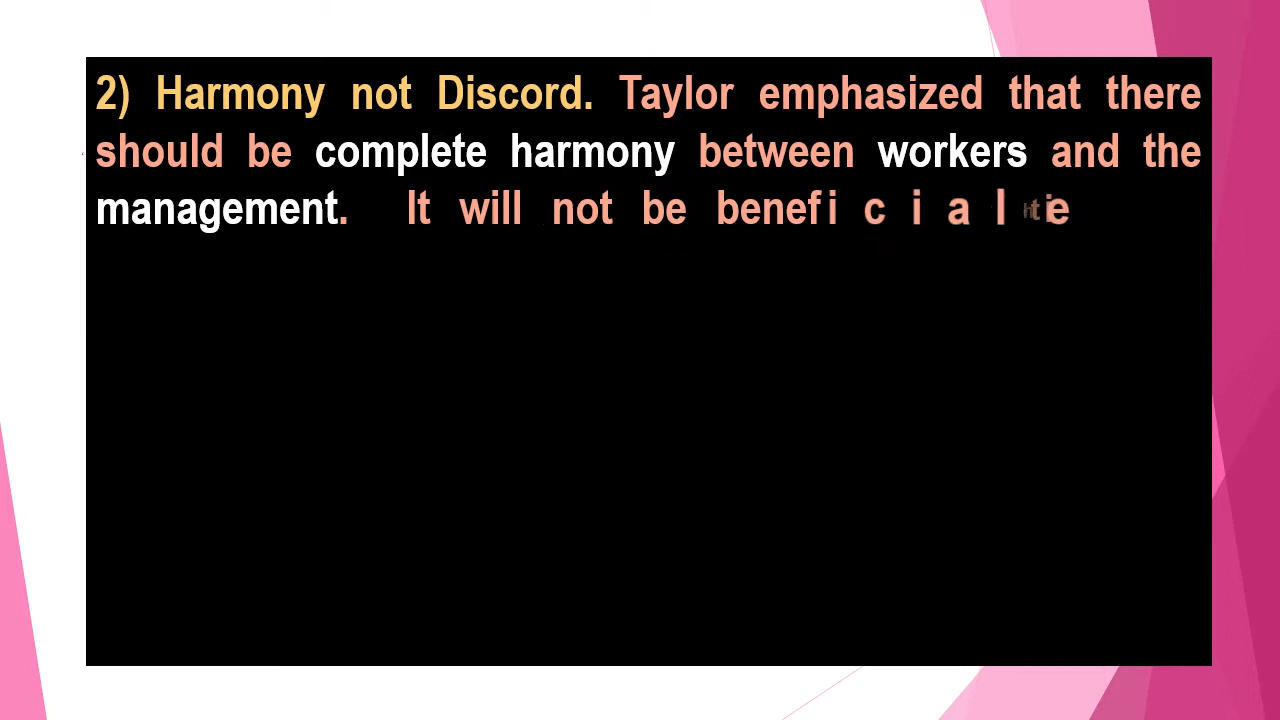 2) Harmony not Discord. Taylor emphasized that there
should be complete harmony between workers and the
management. It will not be beneficial